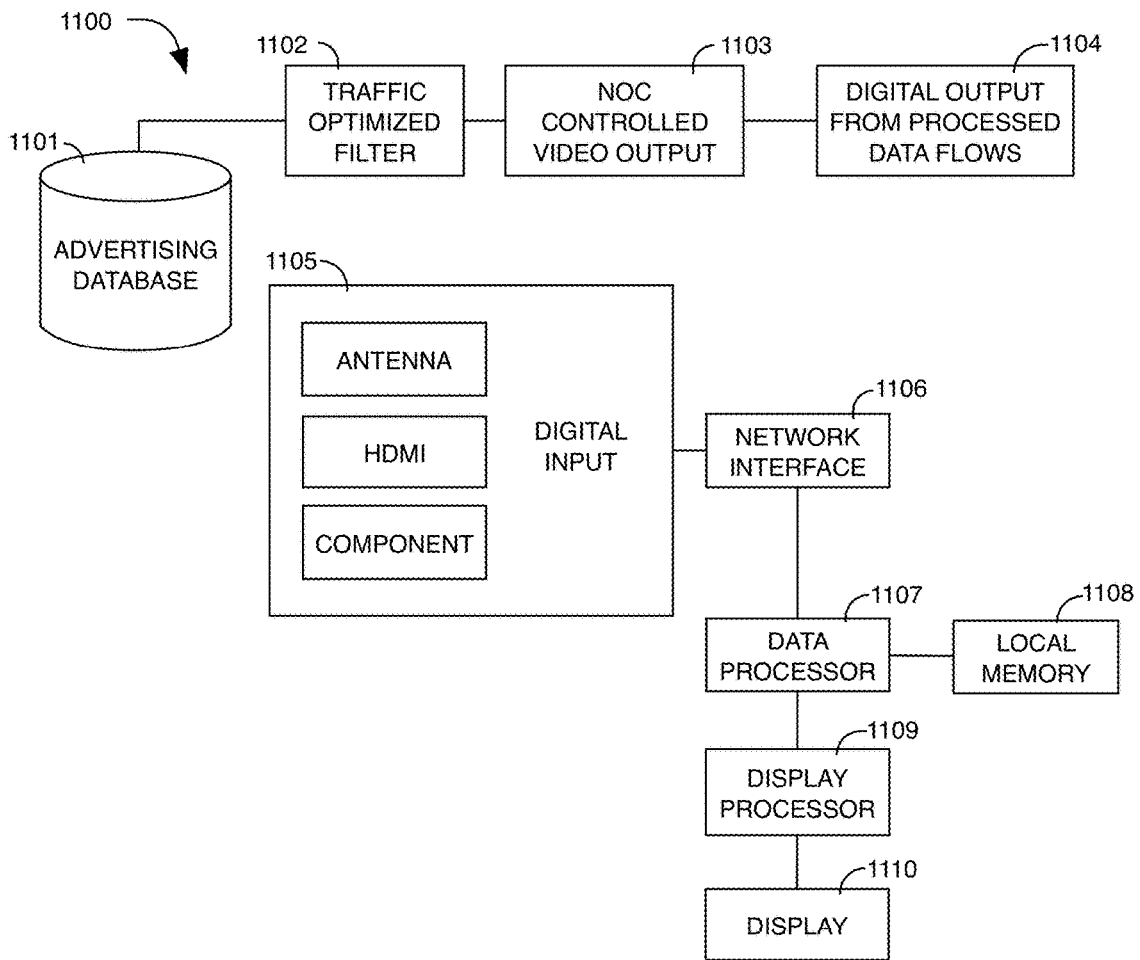 1100
1102
1103
1104
TRAFFIC
OPTIMIZED
FILTER
NOC
CONTROLLED
VIDEO OUTPUT
DIGITAL OUTPUT
FROM PROCESSED
DATA FLOWS
1101
ADVERTISING
DATABASE
1105
ANTENNA
HDMI
COMPONENT
DIGITAL
INPUT
1106
NETWORK
INTERFACE
1107
DATA
PROCESSOR
1108
LOCAL
MEMORY
1109
DISPLAY
PROCESSOR
1110
DISPLAY